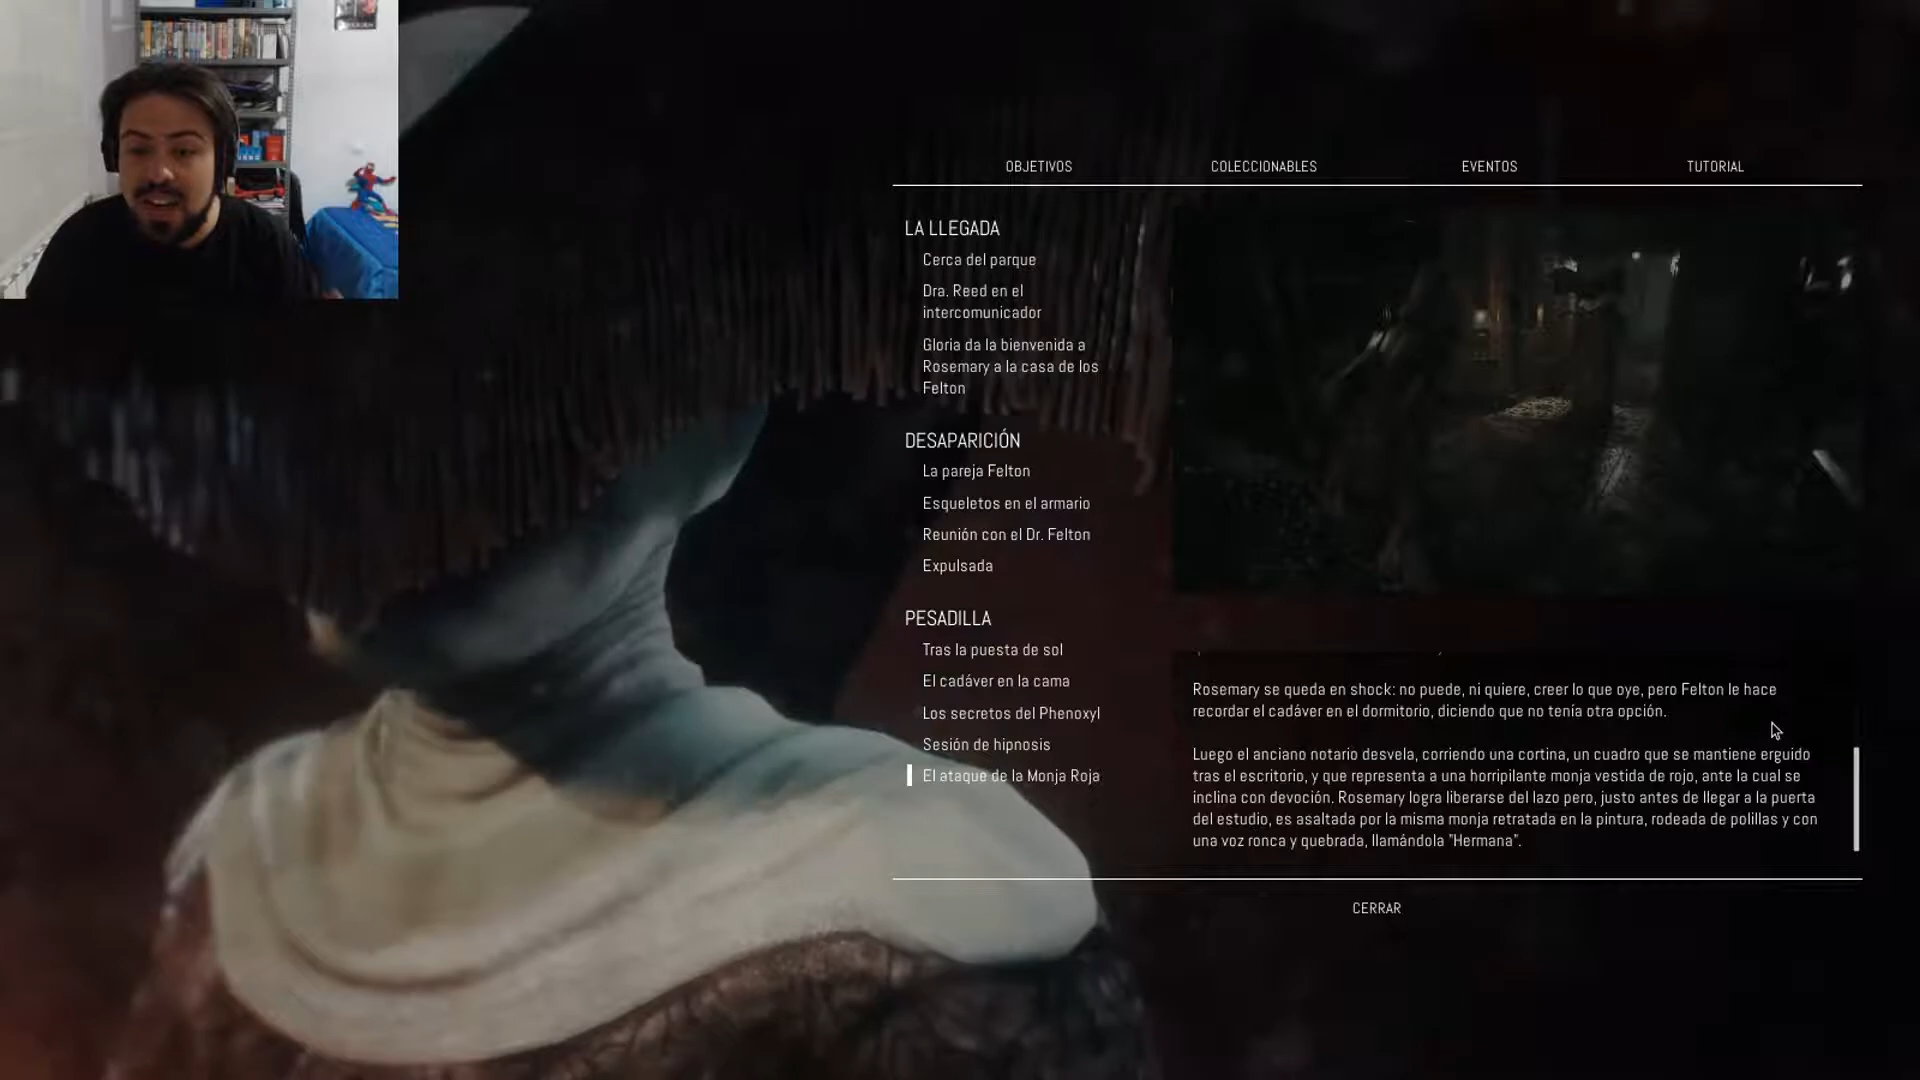 OBJETIVOS
COLECCIONABLES
EVENTOS
TUTORIAL
LA LLEGADA
Cerca del parque
Dra. Reed en el
intercomunicador
Gloria da la bienvenida a
Rosemary a la casa de los
Felton
DESAPARICIÓN
La pareja Felton
Esqueletos en el armario
Reunión con el Dr. Felton
Expulsada
PESADILLA
Tras la puesta de sol
El cadáver en la cama
Los secretos del Phenoxyl
Sesión de hipnosis
El ataque de la Monja Roja
Rosemary se queda en shock: no puede, ni quiere, creer lo que oye, pero Felton le hace
recordar el cadáver en el dormitorio, diciendo que no tenía otra opción.
Luego el anciano notario desvela, corriendo una cortina, un cuadro que se mantiene erguido
tras el escritorio, y que representa a una horripilante monja vestida de rojo, ante la cual se
inclina con devoción. Rosemary logra liberarse del lazo pero, justo antes de llegar a la puerta
del estudio, es asaltada por la misma monja retratada en la pintura, rodeada de polillas y con
una voz ronca y quebrada, llamándola "Hermana".
CERRAR